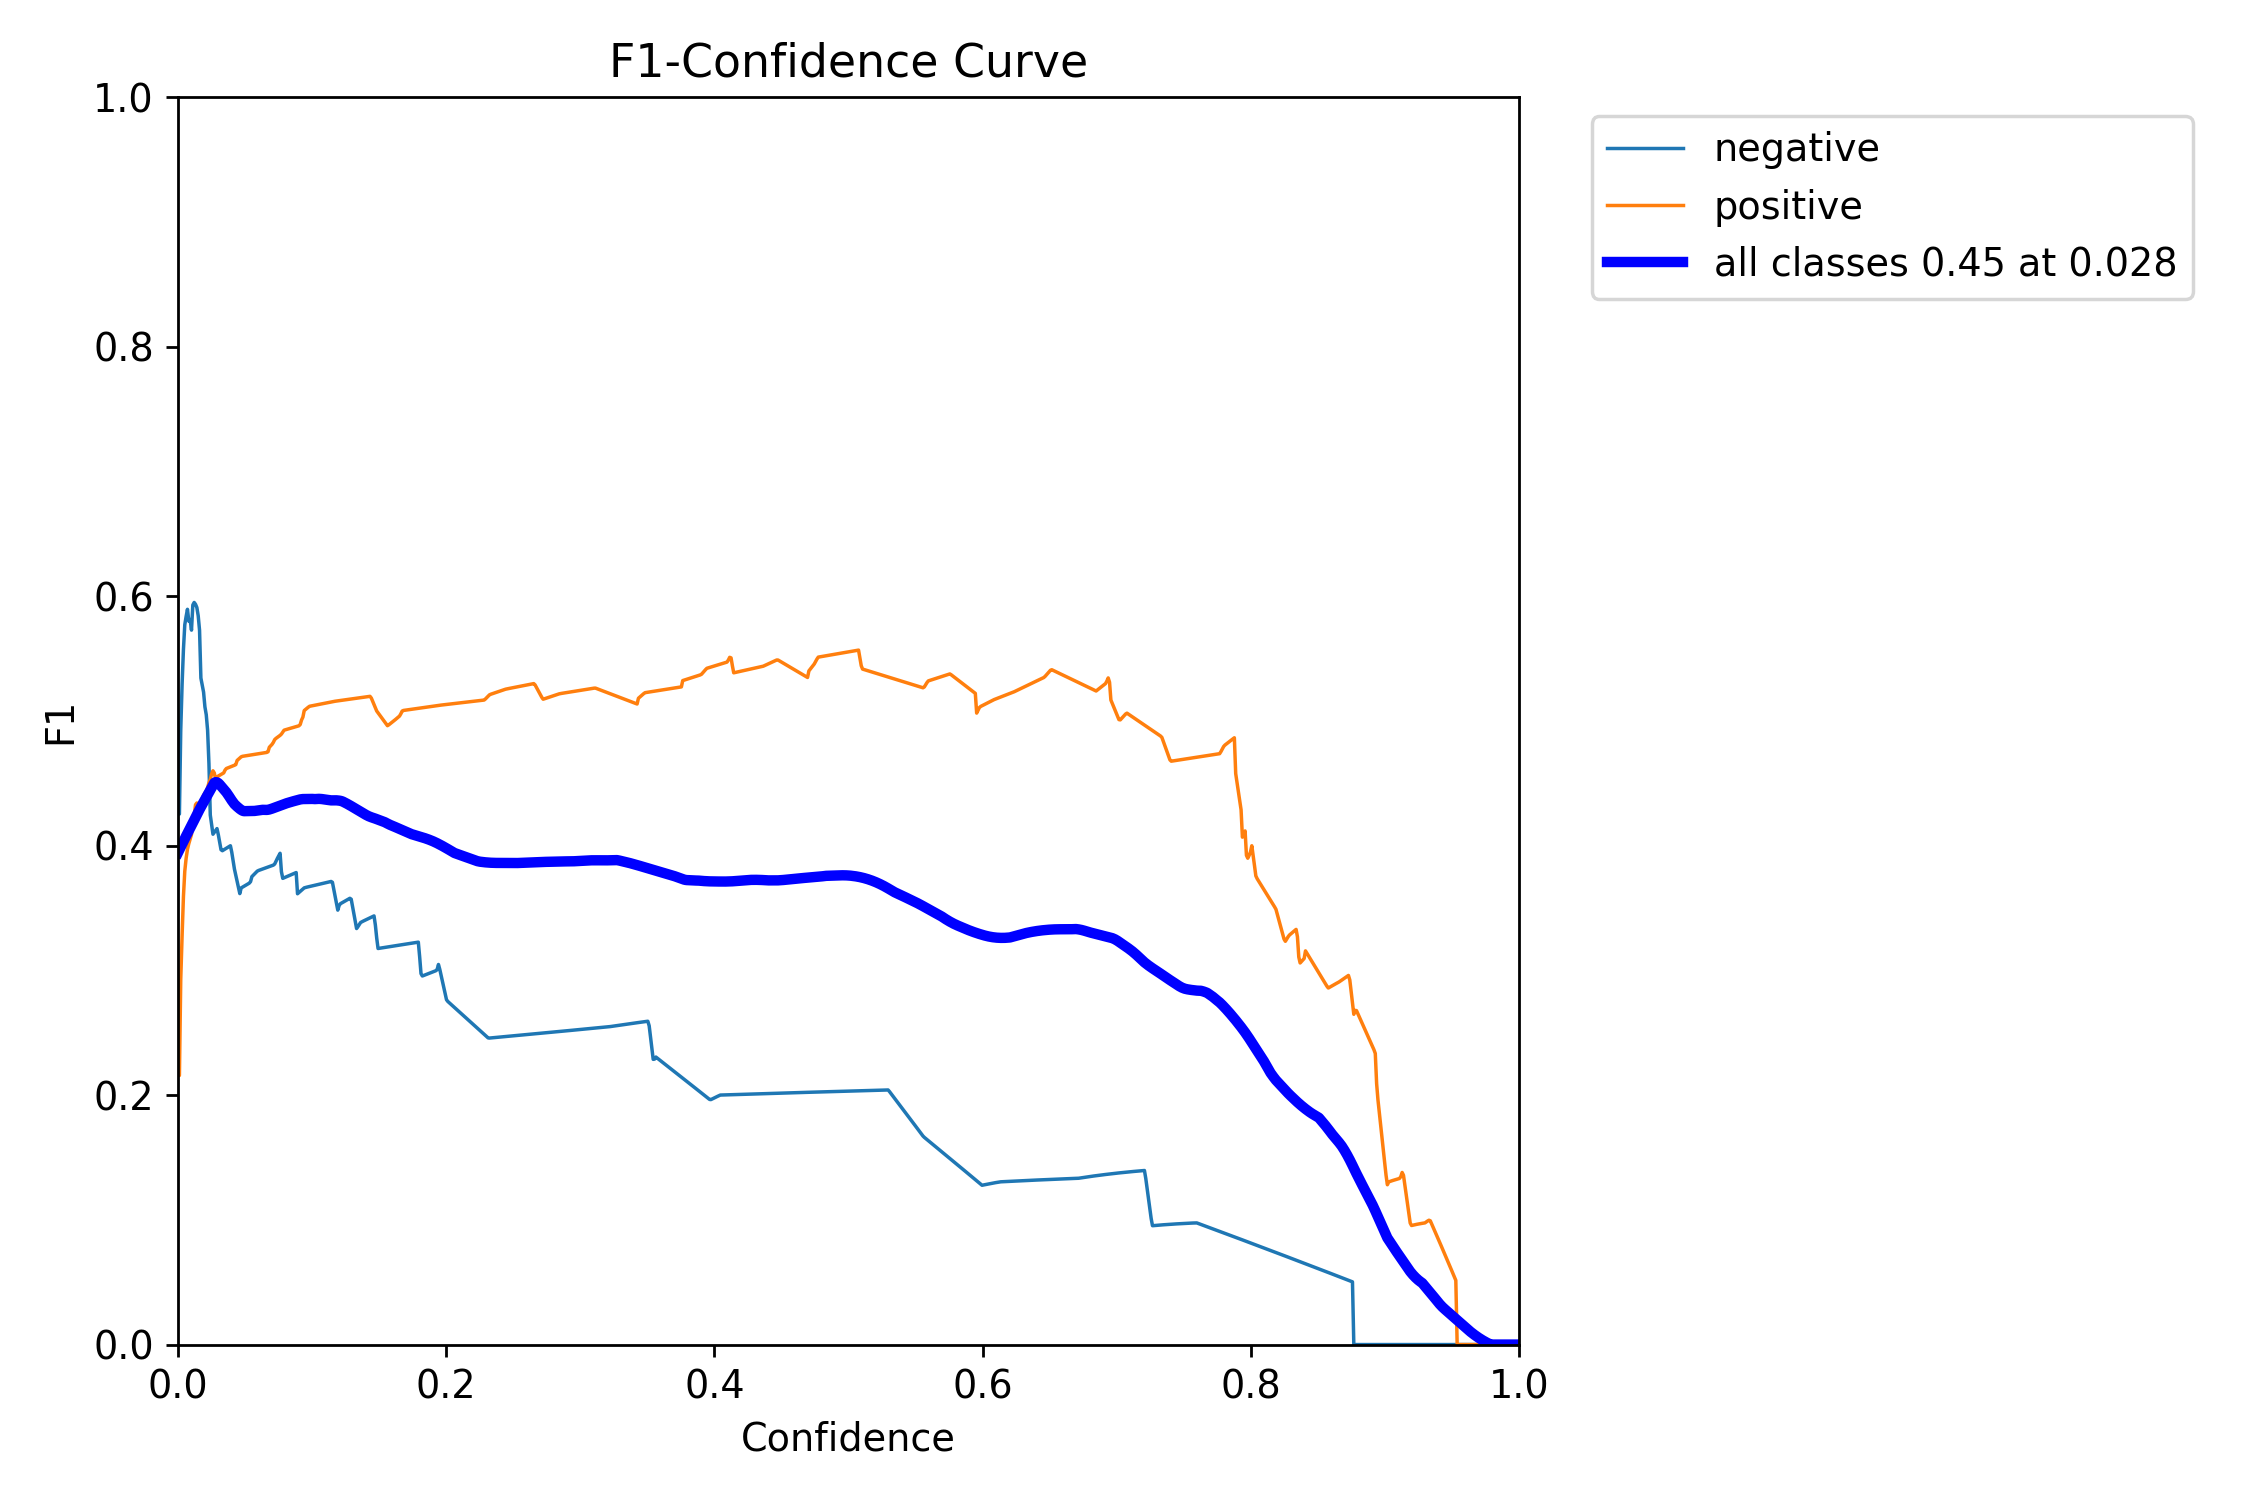 F1-Confidence Curve
1.0
0.8
0.6
0.4
0.2
0.0
F1
0.0 0.2 0.4 0.6 0.8 1.0
Confidence
negative
positive
all classes 0.45 at 0.028